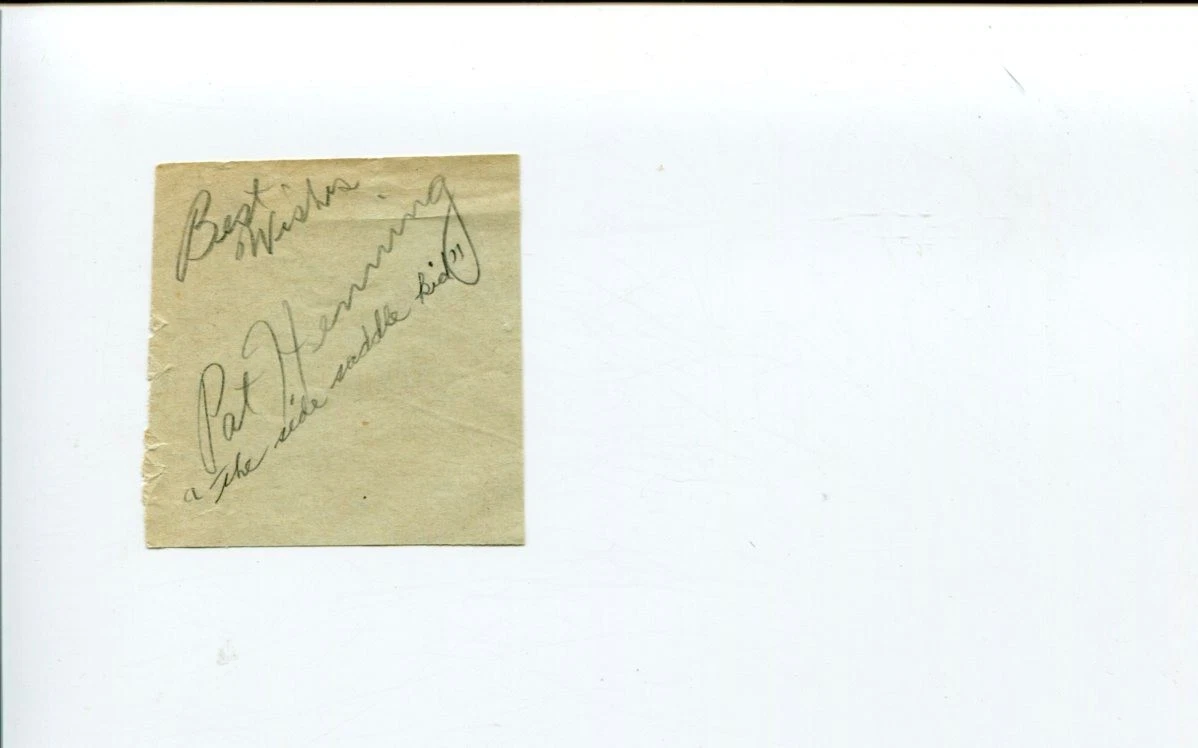 Best
Wishes
Pat Henning
"The side saddle kid"